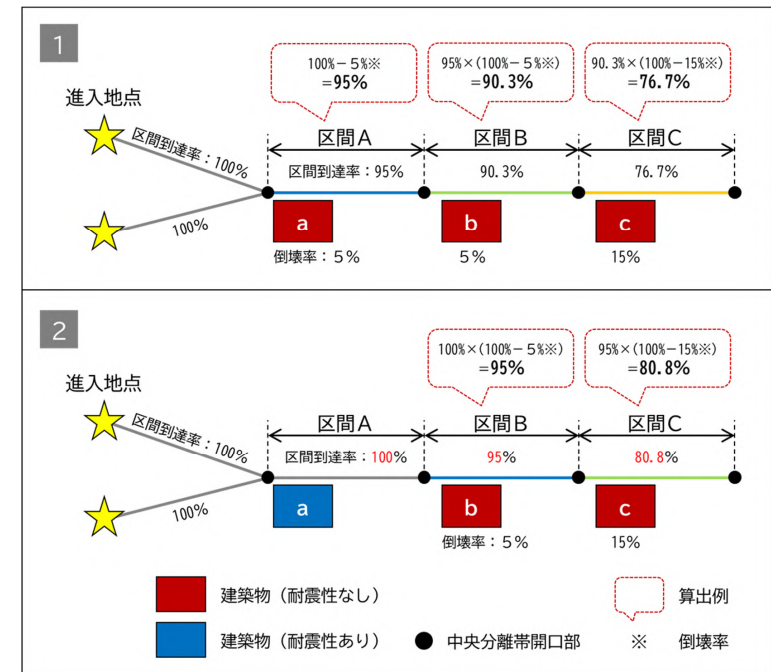 1
100%－5%※
=95%
95%×(100%－5%※)
=90.3%
90.3%×(100%－15%※)
=76.7%
進入地点
区間A
区間B
区間C
区間到達率：100%
区間到達率：95%
90.3%
76.7%
100%
a
b
c
倒壊率：5%
5%
15%
2
100%×(100%－5%※)
=95%
95%×(100%－15%※)
=80.8%
進入地点
区間A
区間B
区間C
区間到達率：100%
区間到達率：100%
95%
80.8%
100%
a
b
c
倒壊率：5%
15%
建築物（耐震性なし）
算出例
建築物（耐震性あり）
中央分離帯開口部
※ 倒壊率